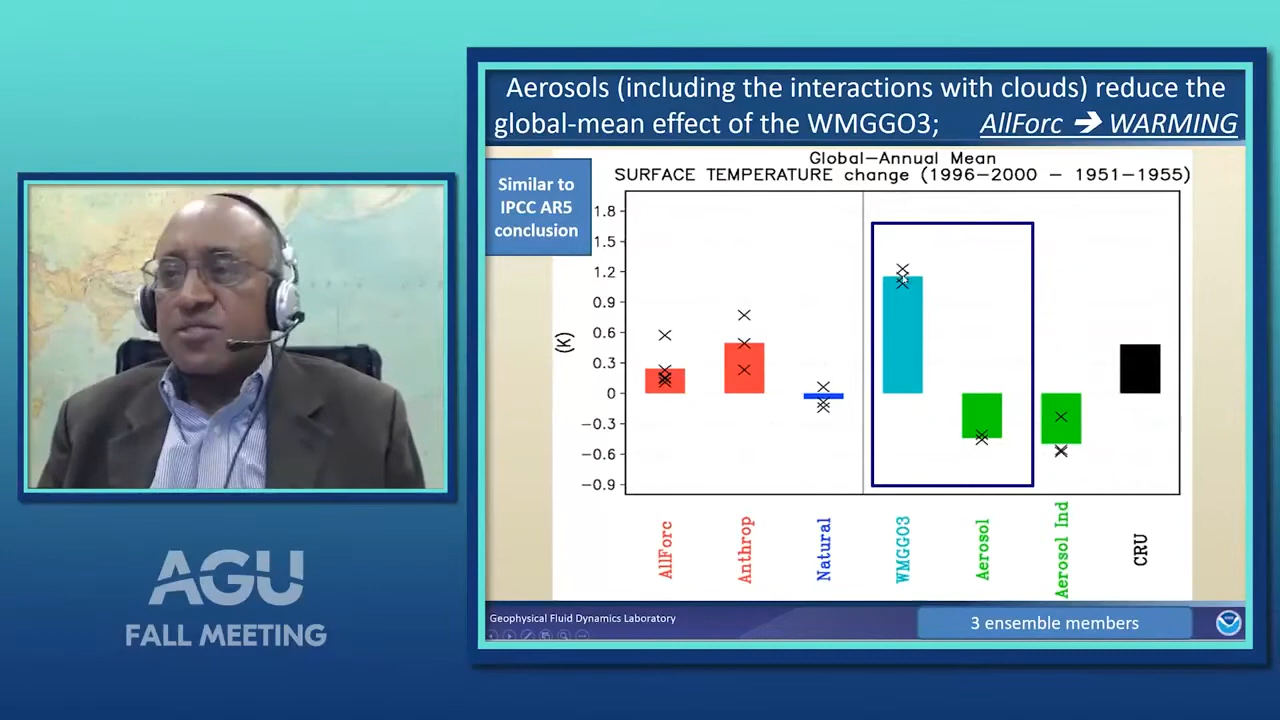 Aerosols (including the interactions with clouds) reduce the
global-mean effect of the WMGGO3; AllForc ➔ WARMING
Similar to
IPCC AR5
conclusion
Global-Annual Mean
SURFACE TEMPERATURE change (1996-2000 - 1951-1955)
(K)
1.8
1.5
1.2
0.9
0.6
0.3
0
-0.3
-0.6
-0.9
AllForc
Anthrop
Natural
WMGGO3
Aerosol
Aerosol Ind
CRU
Geophysical Fluid Dynamics Laboratory
3 ensemble members
AGU
FALL MEETING